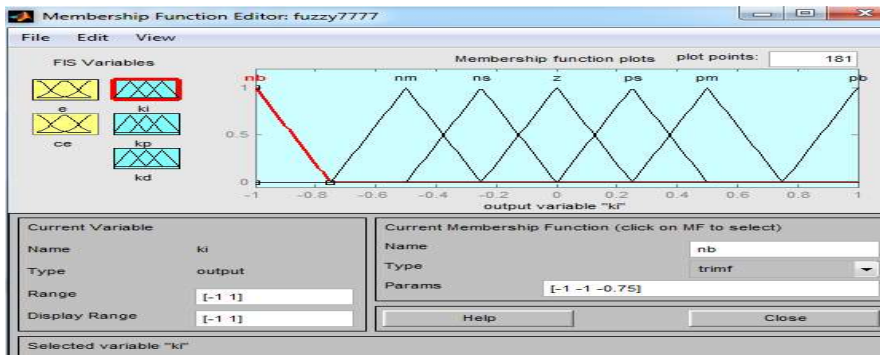 Membership Function Editor: fuzzy7777
File Edit View
FIS Variables
Membership function plots plot points: 181
e
ce
ki
kp
kd
nb nm ns z ps pm pb
1
0.5
0
-1 -0.8 -0.6 -0.4 -0.2 0 0.2 0.4 0.6 0.8 1
output variable "ki"
Current Variable
Name ki
Type output
Range [-1 1]
Display Range [-1 1]
Current Membership Function (click on MF to select)
Name nb
Type trimf
Params [-1 -1 -0.75]
Help Close
Selected variable "ki"